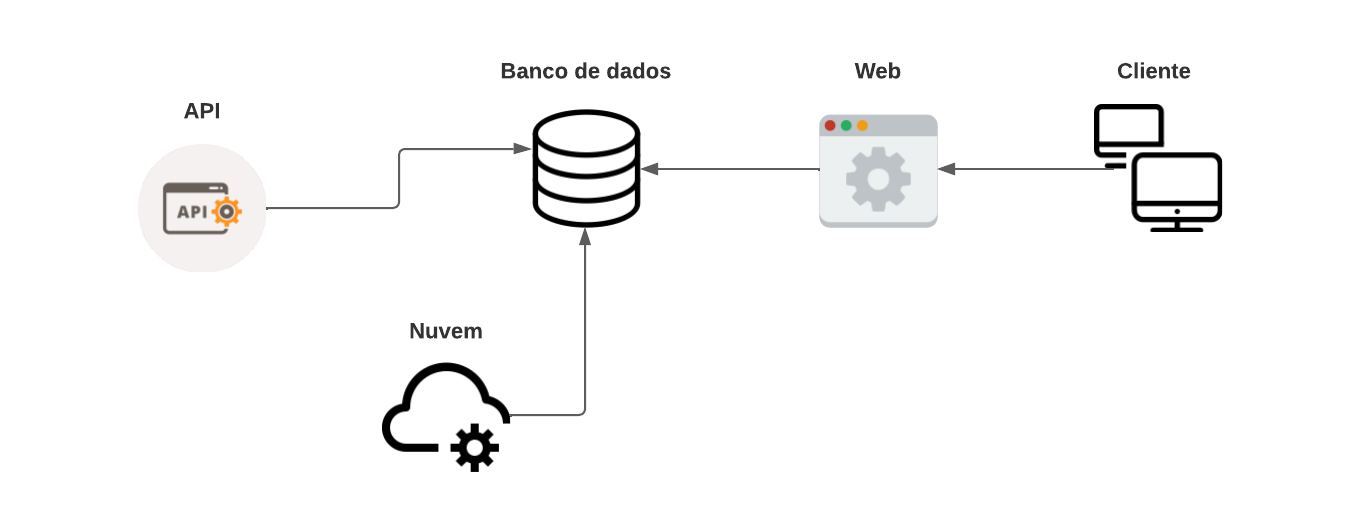 Banco de dados
Web
Cliente
API
API
Nuvem